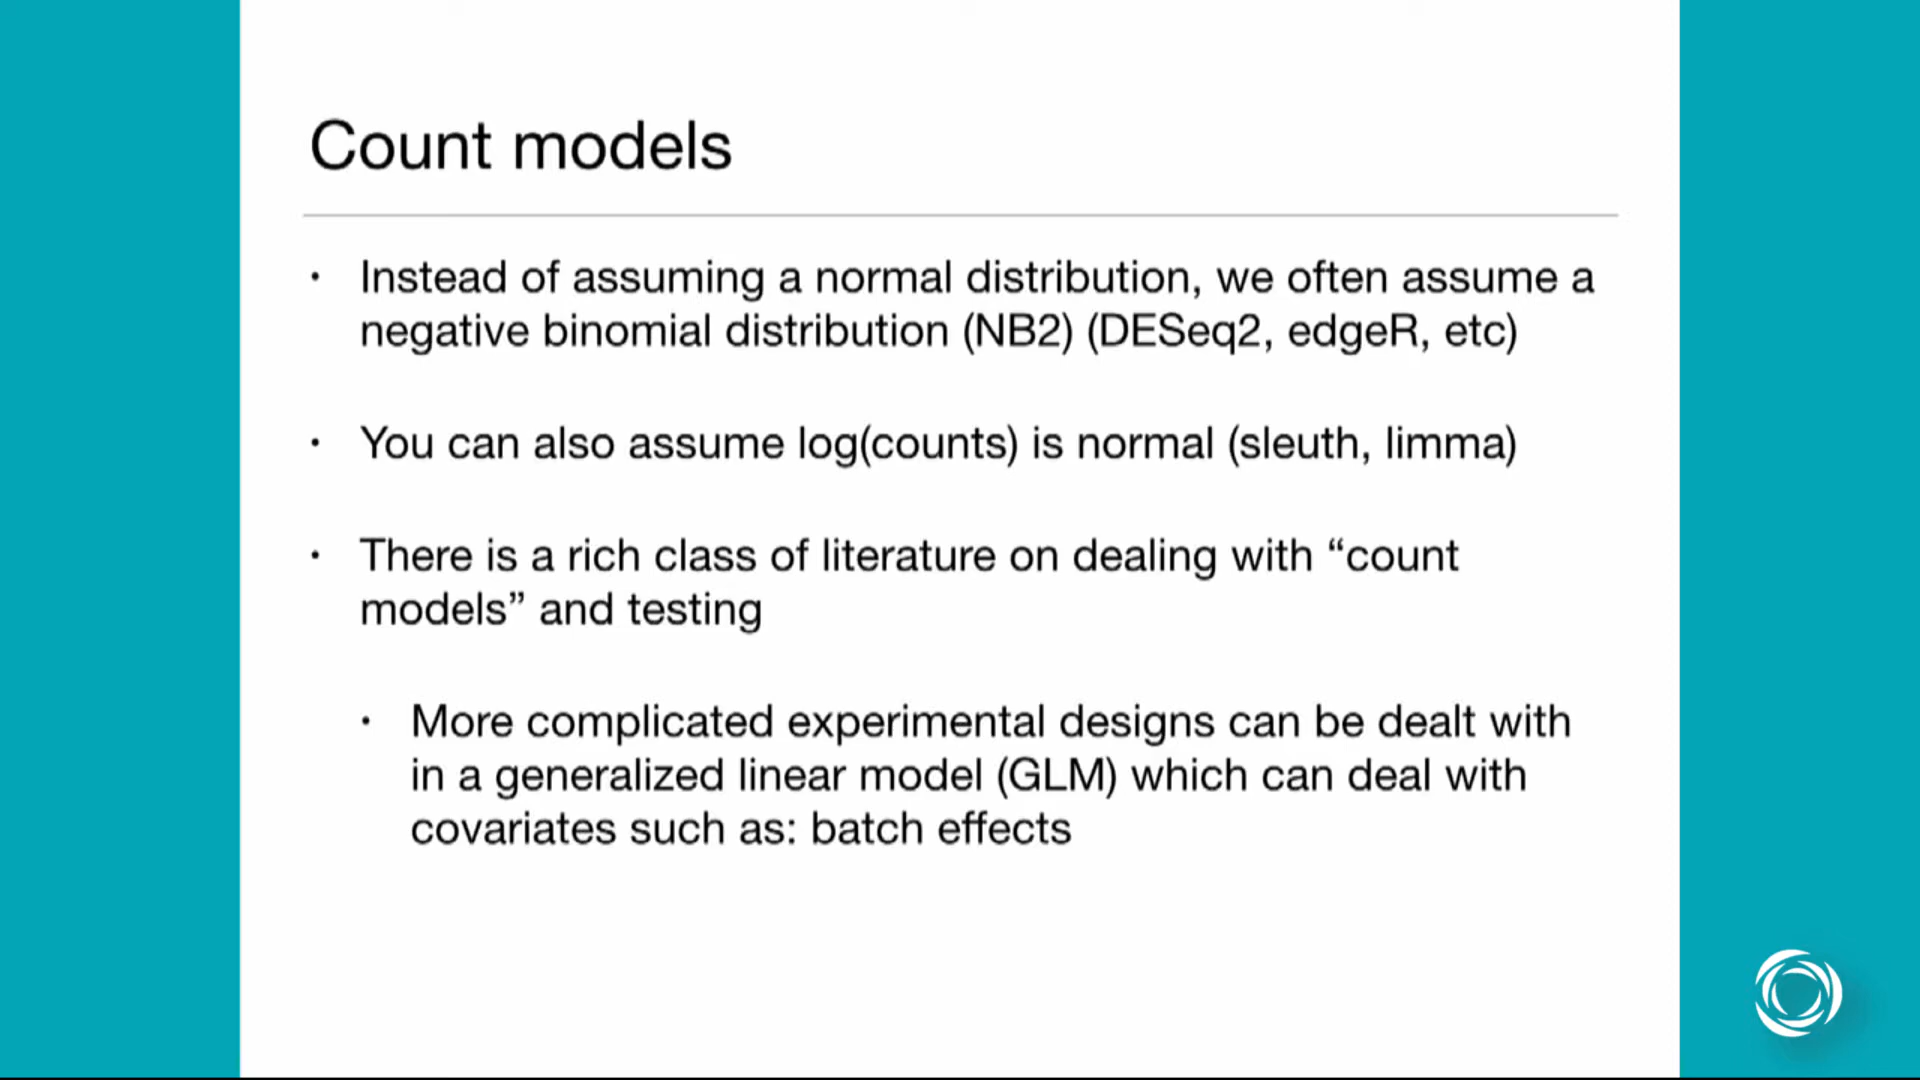 Count models
• Instead of assuming a normal distribution, we often assume a
negative binomial distribution (NB2) (DESeq2, edgeR, etc)
• You can also assume log(counts) is normal (sleuth, limma)
• There is a rich class of literature on dealing with “count
models” and testing
• More complicated experimental designs can be dealt with
in a generalized linear model (GLM) which can deal with
covariates such as: batch effects